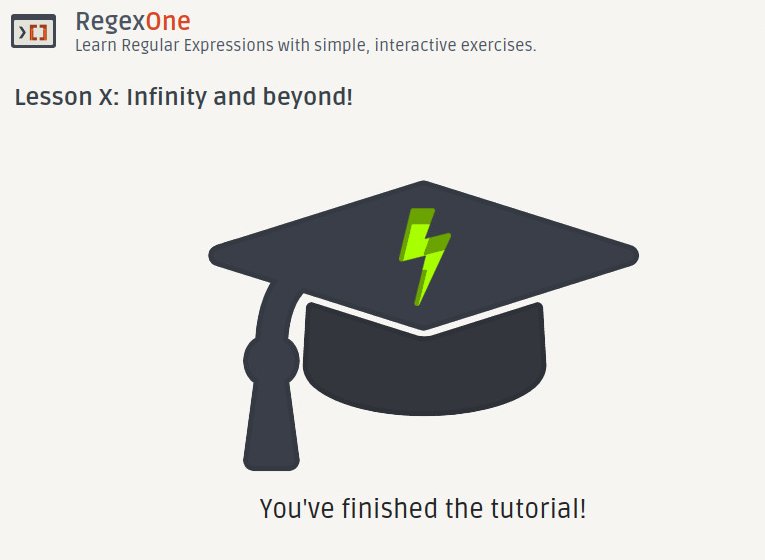 RegexOne
Learn Regular Expressions with simple, interactive exercises.
Lesson X: Infinity and beyond!
You've finished the tutorial!